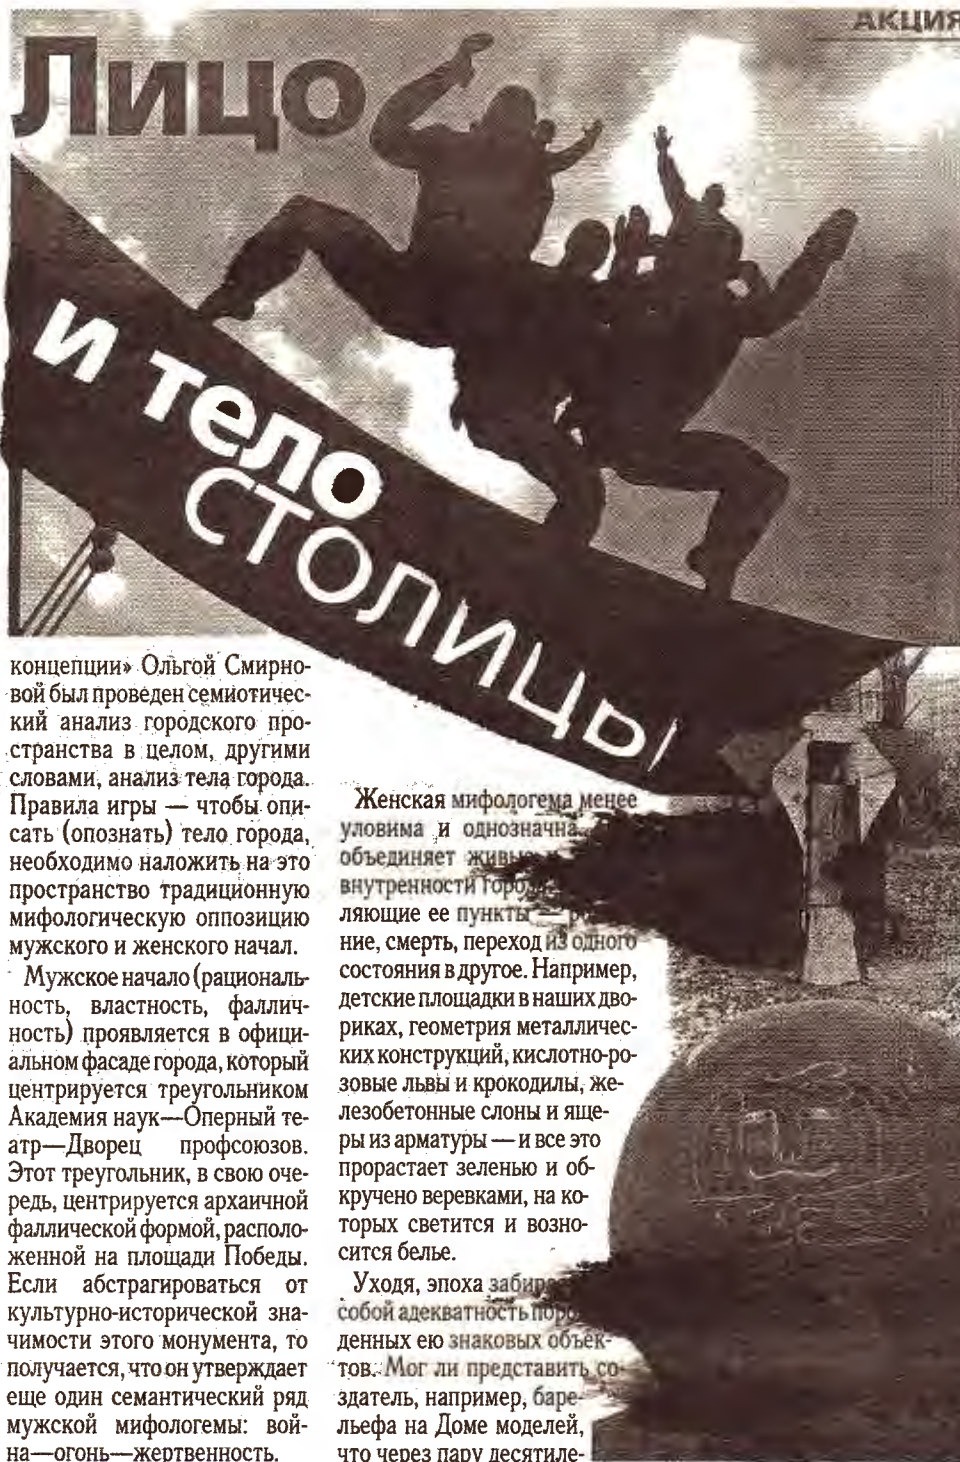 АКЦИЯ
Лицо
и тело
СТОЛИЦЫ
концепции» Ольгой Смирно-
вой был проведен семиотичес-
кий анализ городского про-
странства в целом, другими
словами, анализ тела города.
Правила игры — чтобы опи-
сать (опознать) тело города,
необходимо наложить на это
пространство традиционную
мифологическую оппозицию
мужского и женского начал.
Мужское начало (рациональ-
ность, властность, фаллич-
ность) проявляется в офици-
альном фасаде города, который
центрируется треугольником
Академия наук—Оперный те-
атр—Дворец профсоюзов.
Этот треугольник, в свою оче-
редь, центрируется архаичной
фаллической формой, располо-
женной на площади Победы.
Если абстрагироваться от
культурно-исторической зна-
чимости этого монумента, то
получается, что он утверждает
еще один семантический ряд
мужской мифологемы: вой-
на—огонь—жертвенность.
Женская мифологема менее
уловима и однозначна.
объединяет
внутренности
ляющие ее пункты —
ние, смерть, переход из одного
состояния в другое. Например,
детские площадки в наших дво-
риках, геометрия металличес-
ких конструкций, кислотно-ро-
зовые львы и крокодилы, же-
лезобетонные слоны и яще-
ры из арматуры — и все это
прорастает зеленью и об-
кручено веревками, на ко-
торых светится и возно-
сится белье.
Уходя, эпоха
собой адекватность
денных ею знаковых объек-
тов. Мог ли представить со-
здатель, например, баре-
льефа на Доме моделей,
что через пару десятиле-